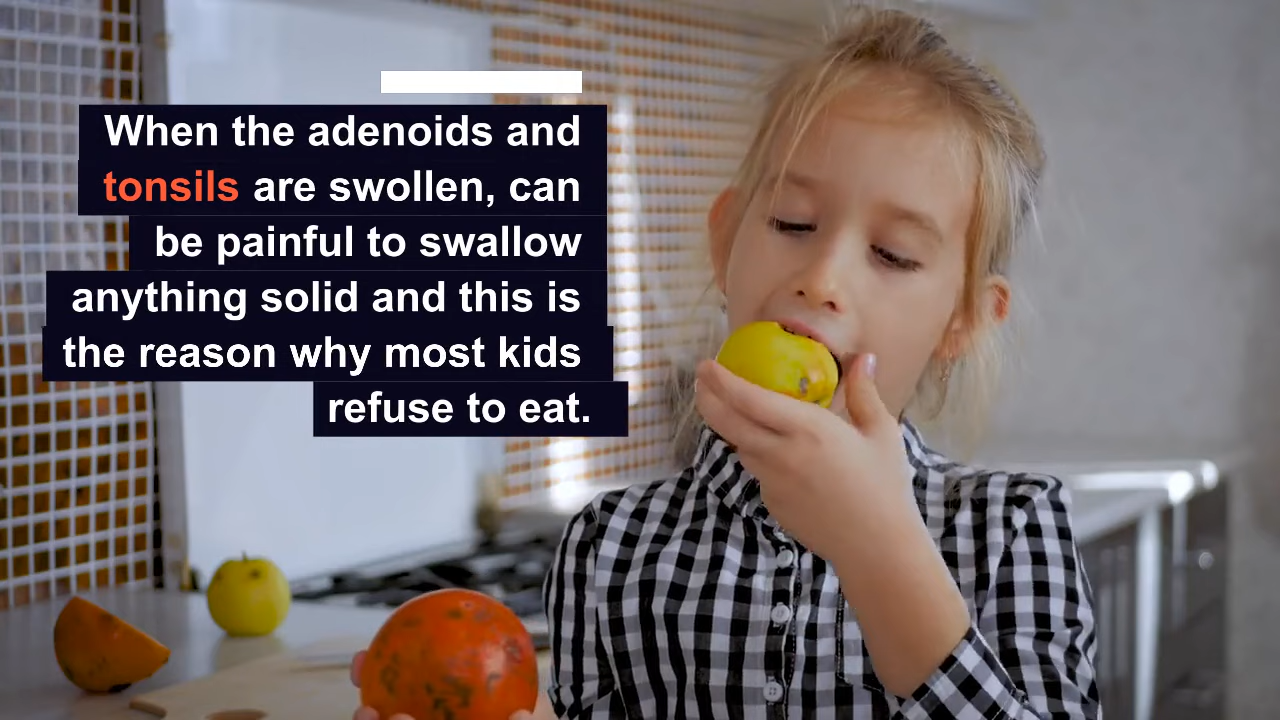 When the adenoids and
tonsils are swollen, can
be painful to swallow
anything solid and this is
the reason why most kids
refuse to eat.